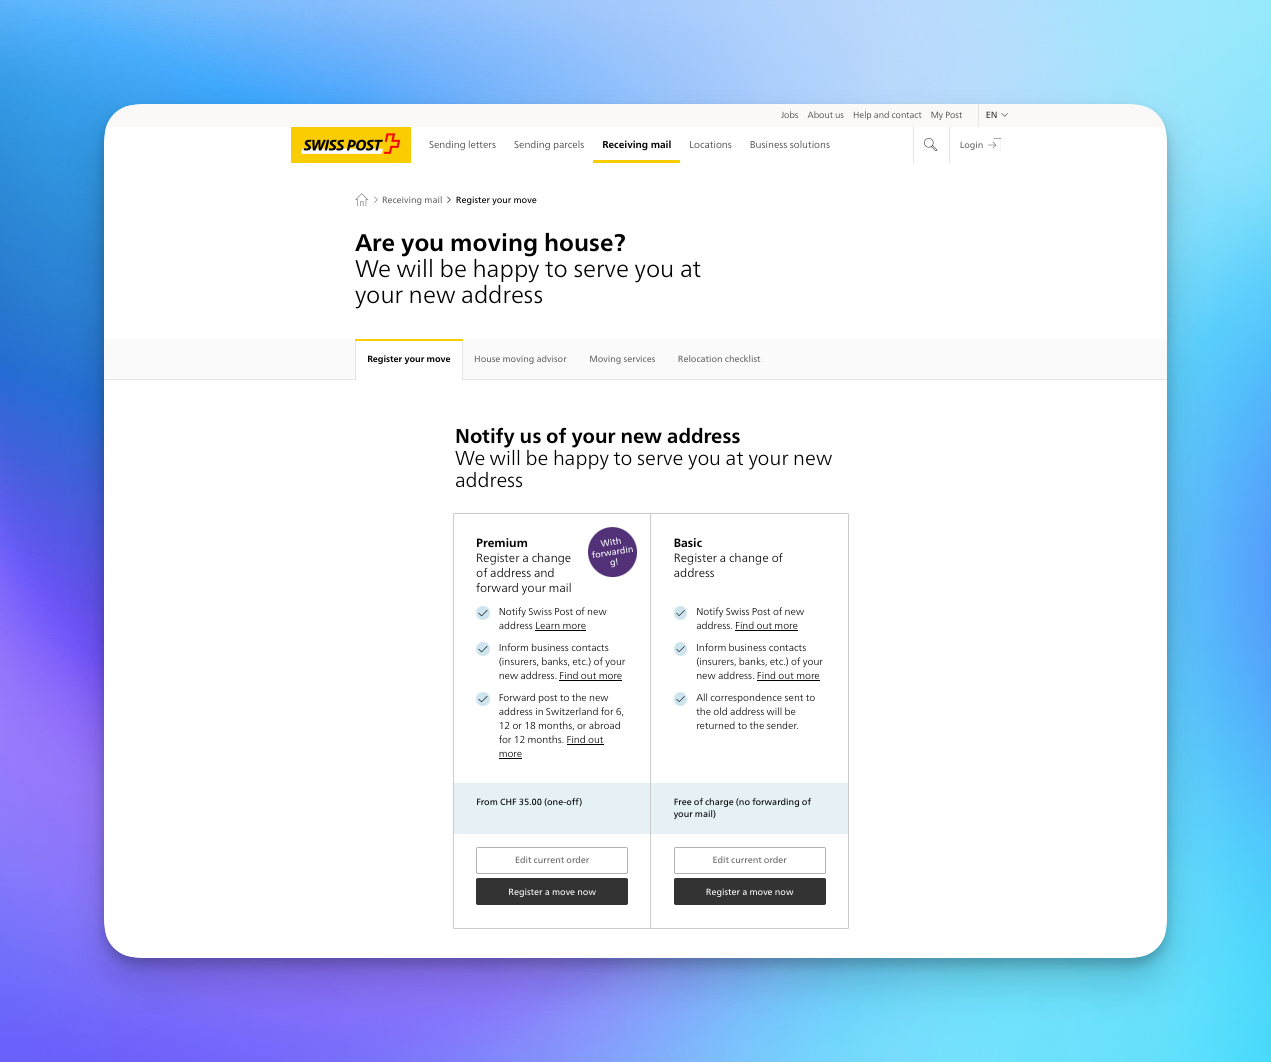 Jobs About us Help and contact My Post EN
SWISS POST Sending letters Sending parcels Receiving mail Locations Business solutions Login
Receiving mail Register your move
Are you moving house?
We will be happy to serve you at
your new address
Register your move House moving advisor Moving services Relocation checklist
Notify us of your new address
We will be happy to serve you at your new
address
Premium
Register a change
of address and
forward your mail
With
forwardin
g!
Notify Swiss Post of new
address Learn more
Inform business contacts
(insurers, banks, etc.) of your
new address. Find out more
Forward post to the new
address in Switzerland for 6,
12 or 18 months, or abroad
for 12 months. Find out
more
From CHF 35.00 (one-off)
Edit current order
Register a move now
Basic
Register a change of
address
Notify Swiss Post of new
address. Find out more
Inform business contacts
(insurers, banks, etc.) of your
new address. Find out more
All correspondence sent to
the old address will be
returned to the sender.
Free of charge (no forwarding of
your mail)
Edit current order
Register a move now